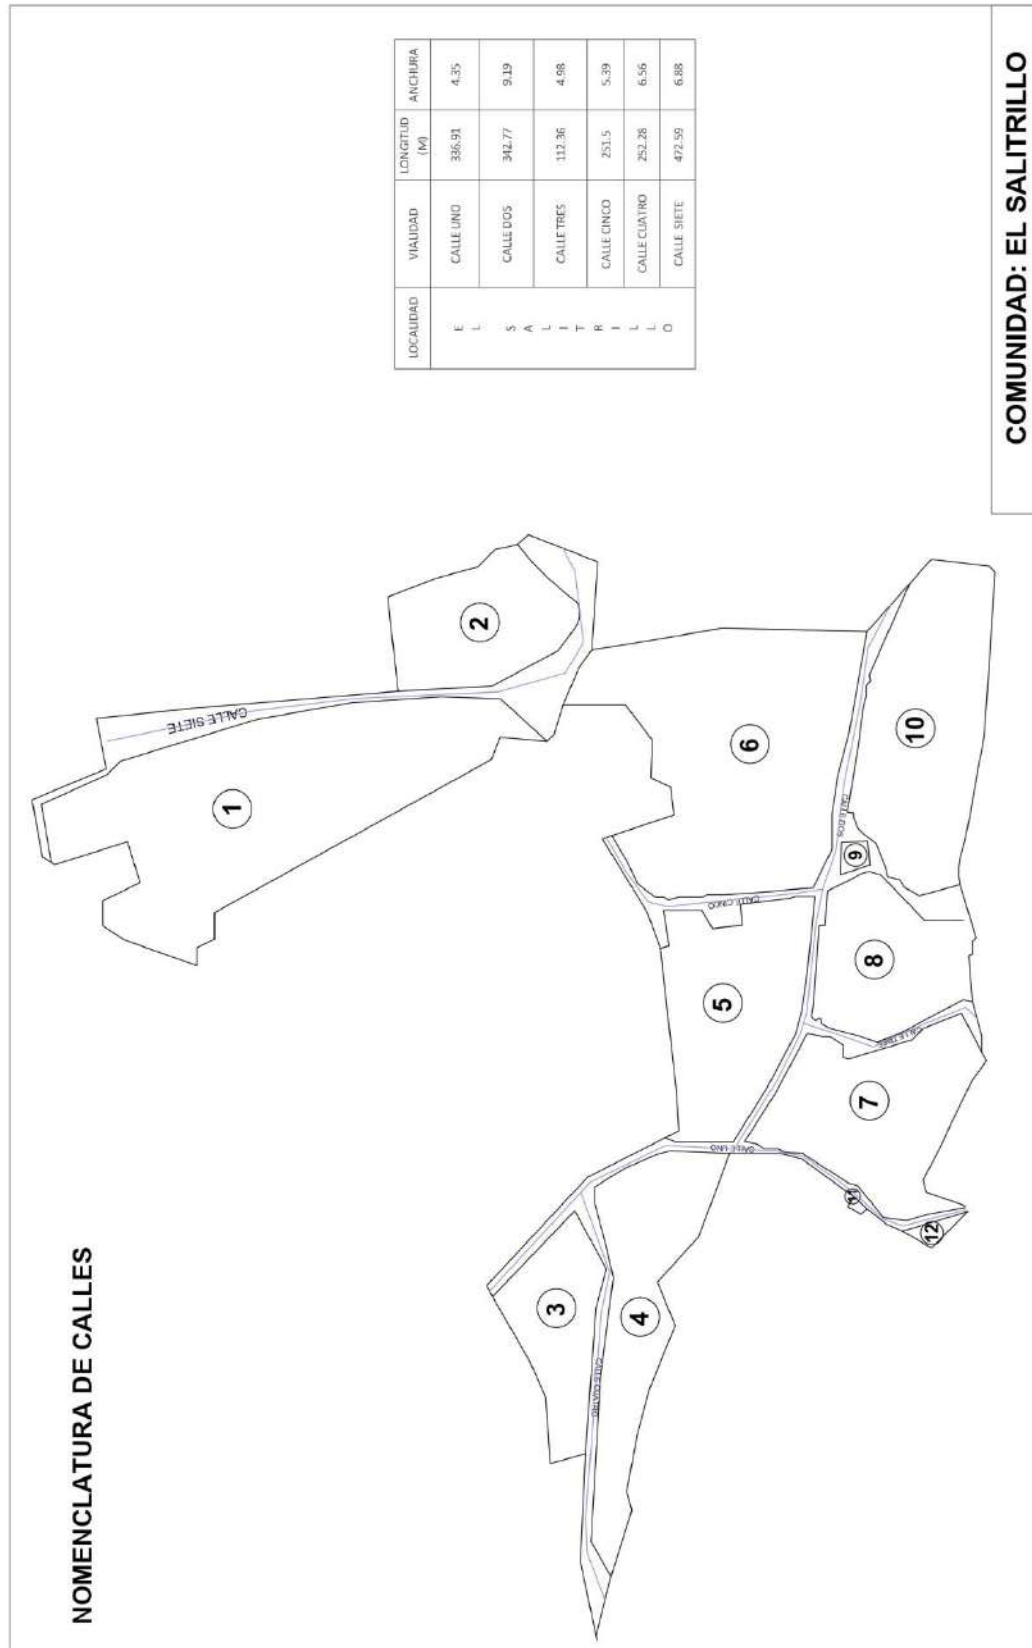 NOMENCLATURA DE CALLES
LOCALIDAD VIALIDAD LONGITUD (M) ANCHURA
EL SALITRILLO
CALLE UNO 336.91 4.35
CALLE DOS 342.77 9.19
CALLE TRES 112.36 4.98
CALLE CINCO 251.5 5.39
CALLE CUATRO 252.28 6.56
CALLE SIETE 472.59 6.88
CALLE SIETE
1
2
3
CALLE CUATRO
4
CALLE UNO
5
CALLE CINCO
6
CALLE DOS
7
CALLE TRES
8
9
10
11
12
COMUNIDAD: EL SALITRILLO